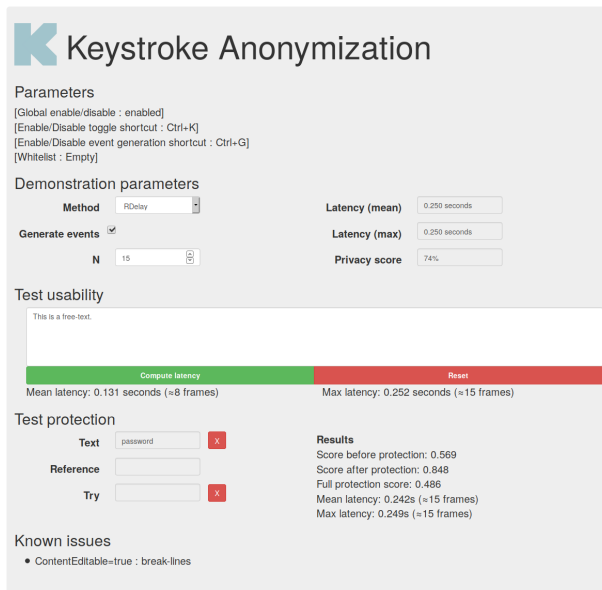 Keystroke Anonymization
Parameters
[Global enable/disable : enabled]
[Enable/Disable toggle shortcut : Ctrl+K]
[Enable/Disable event generation shortcut : Ctrl+G]
[Whitelist : Empty]
Demonstration parameters
Method RDelay Latency (mean) 0.250 seconds
Generate events Latency (max) 0.250 seconds
N 15 Privacy score 74%
Test usability
This is a free-text.
Compute latency Reset
Mean latency: 0.131 seconds (≈8 frames) Max latency: 0.252 seconds (≈15 frames)
Test protection
Text password X
Reference
Try X
Results
Score before protection: 0.569
Score after protection: 0.848
Full protection score: 0.486
Mean latency: 0.242s (≈15 frames)
Max latency: 0.249s (≈15 frames)
Known issues
• ContentEditable=true : break-lines